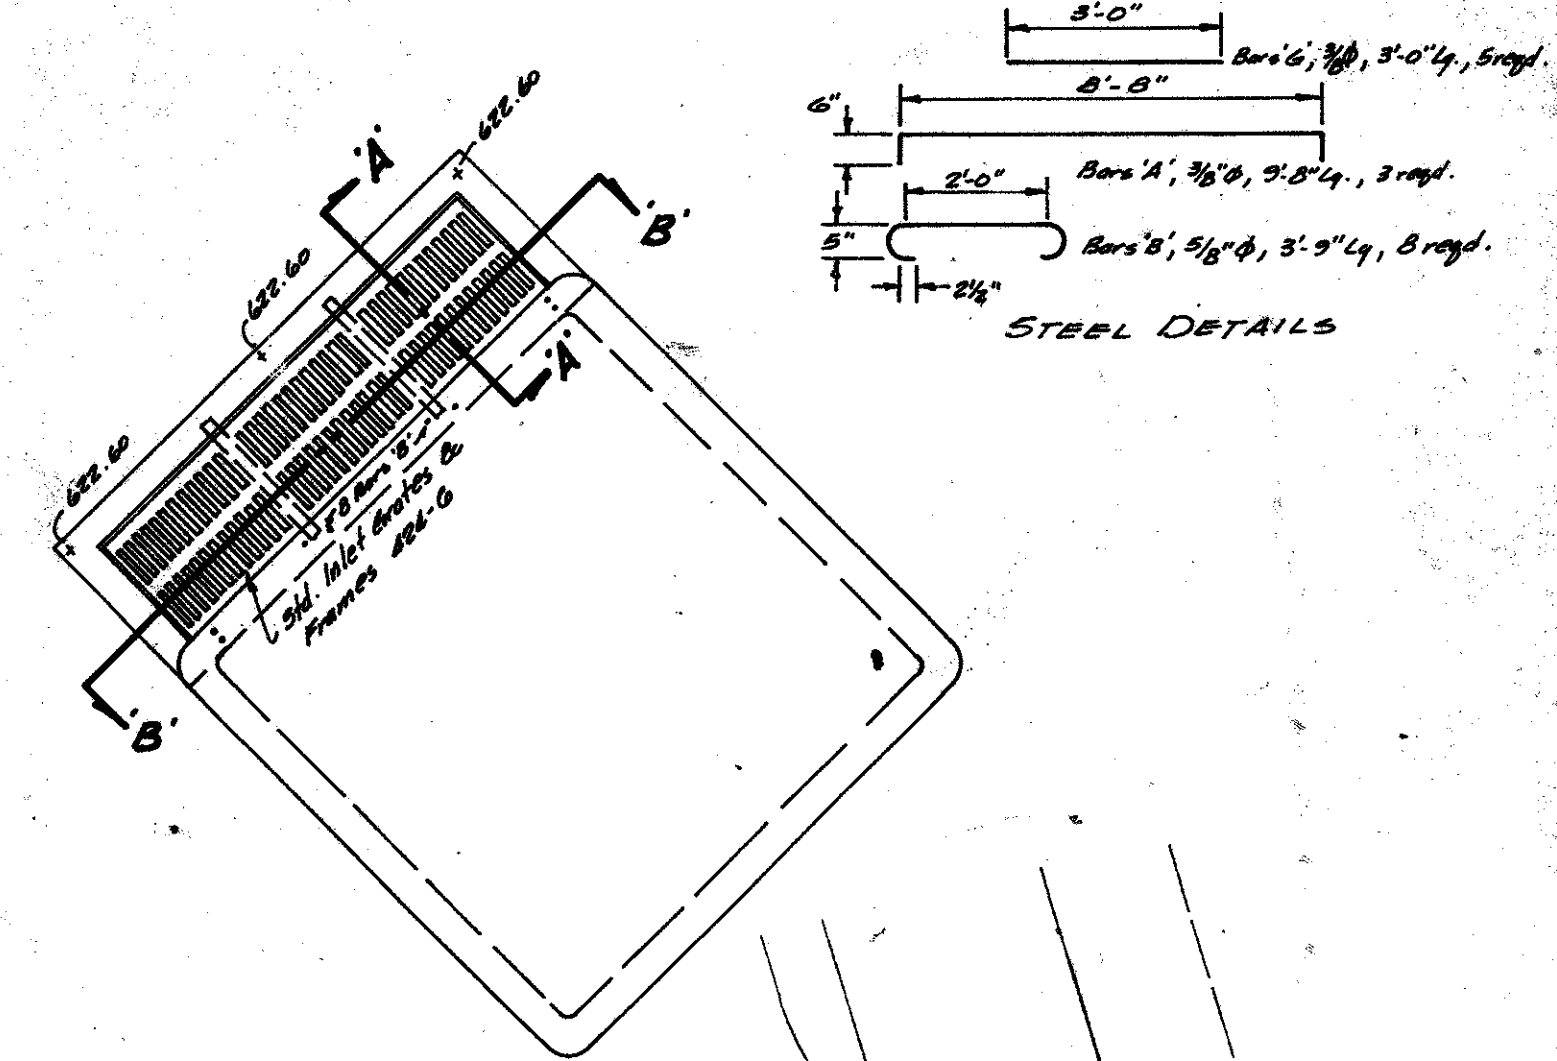 3'-0"
Bars 'G', 3/8"ϕ, 3'-0" Lg., 5 reqd.
8'-8"
6"
Bars 'A', 3/8"ϕ, 9'-8" Lg., 3 reqd.
2'-0"
5"
Bars 'B', 5/8"ϕ, 3'-9" Lg, 8 reqd.
2½"
STEEL DETAILS
622.60
'A'
'B'
622.60
622.60
'A'
8 Bars 'B'
Std. Inlet Grates &
Frames
'B'